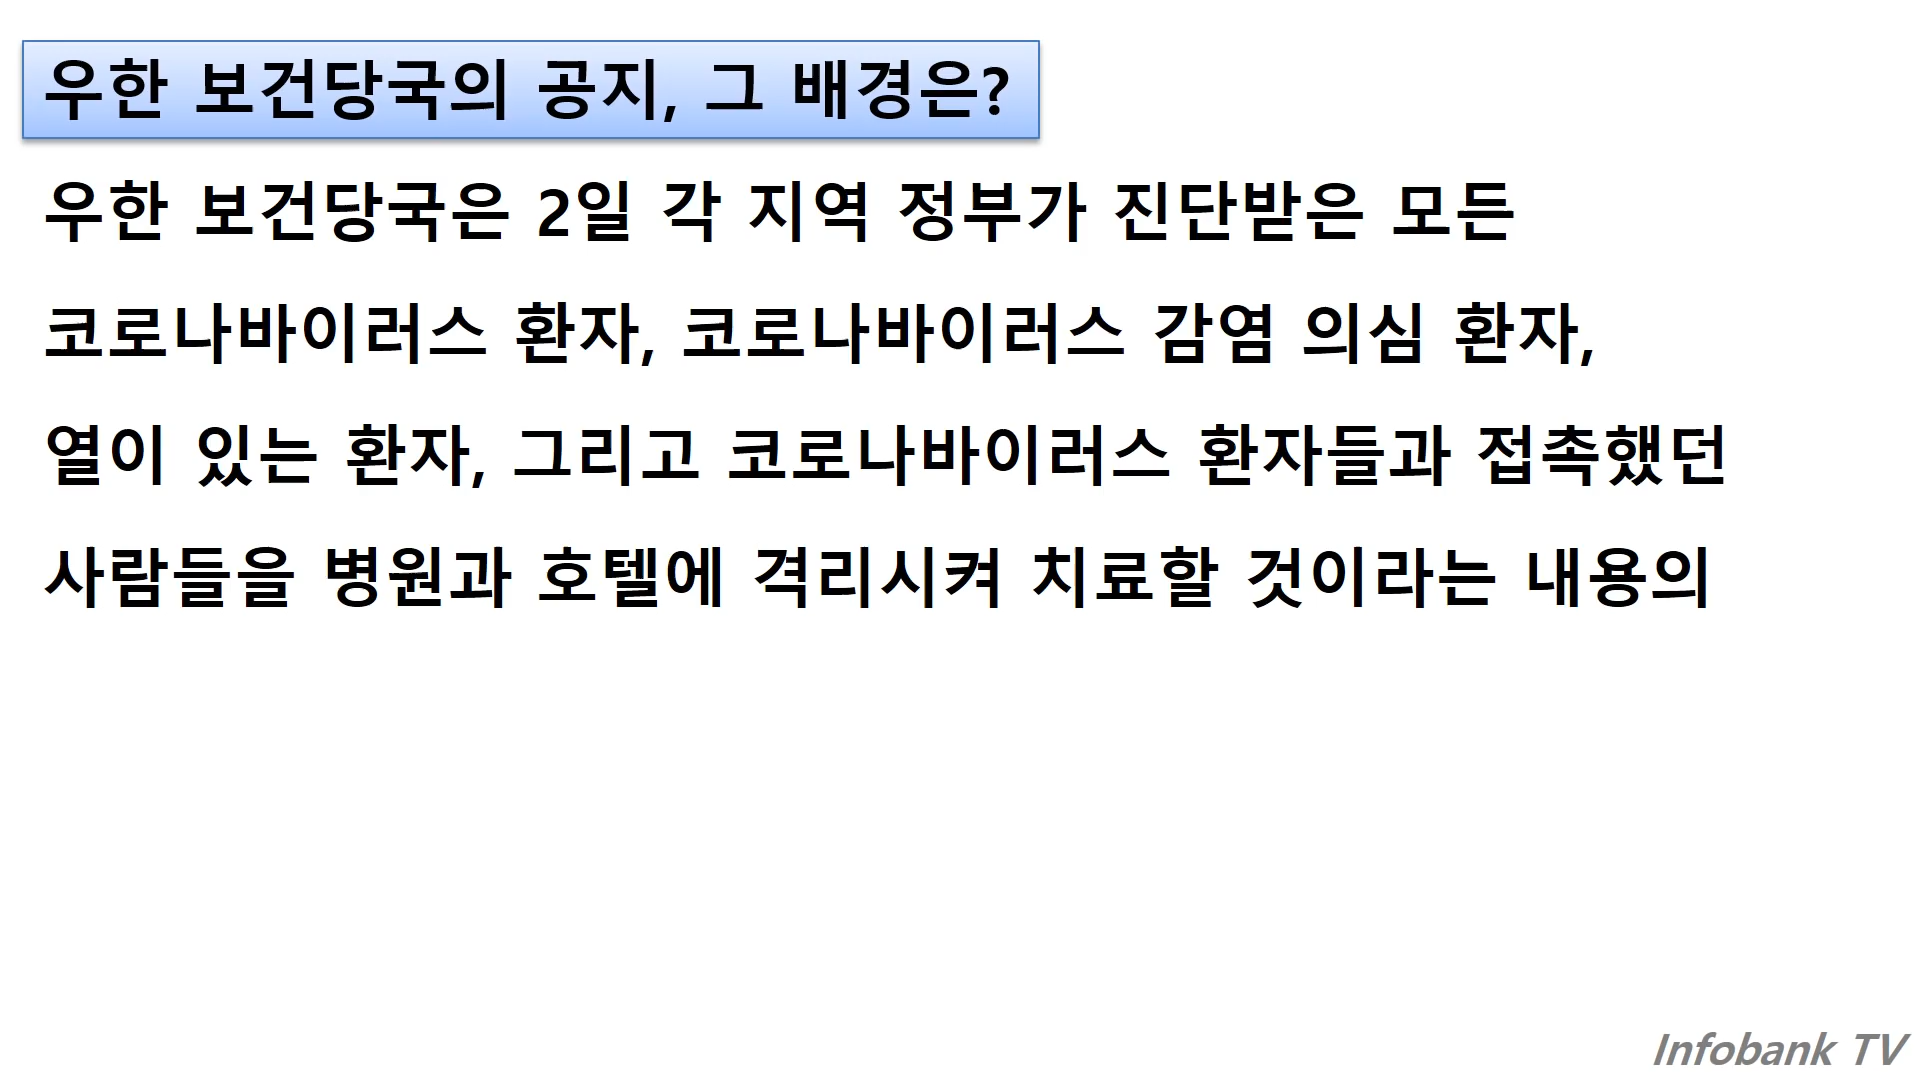 우한 보건당국의 공지, 그 배경은?
우한 보건당국은 2일 각 지역 정부가 진단받은 모든
코로나바이러스 환자, 코로나바이러스 감염 의심 환자,
열이 있는 환자, 그리고 코로나바이러스 환자들과 접촉했던
사람들을 병원과 호텔에 격리시켜 치료할 것이라는 내용의
Infobank TV